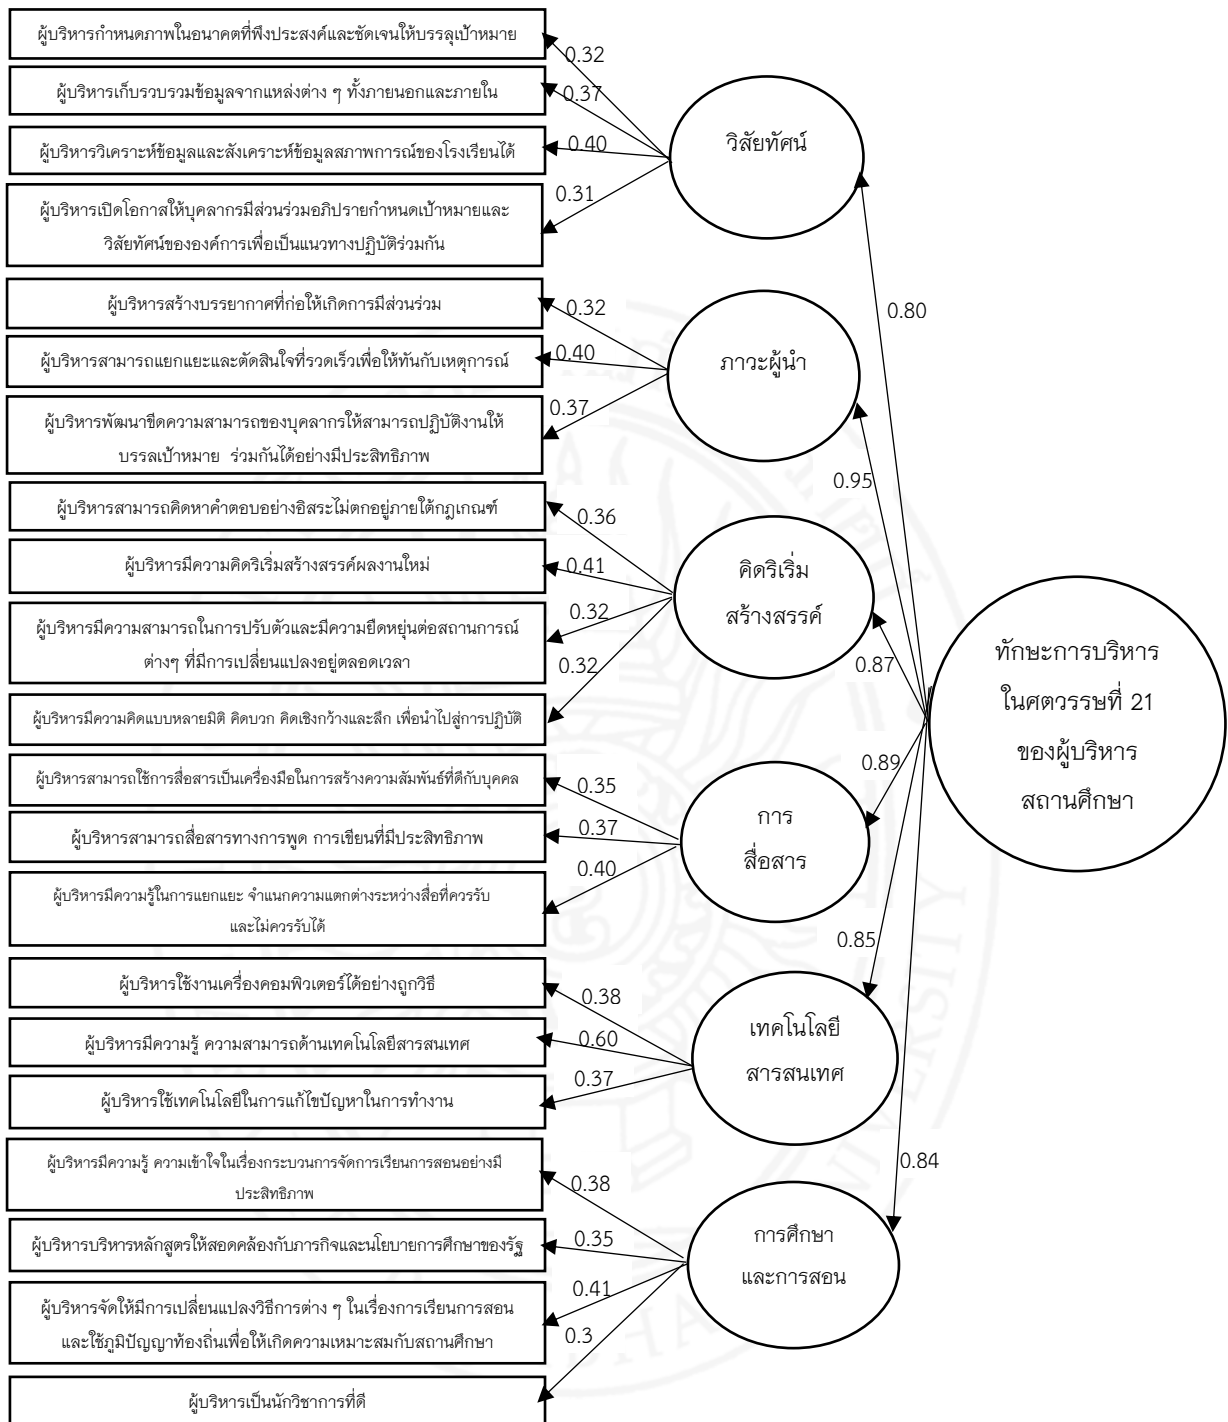 ผู้บริหารกำหนดภาพในอนาคตที่พึงประสงค์และชัดเจนให้บรรลุเป้าหมาย
0.32
ผู้บริหารเก็บรวบรวมข้อมูลจากแหล่งต่าง ๆ ทั้งภายนอกและภายใน
0.37
ผู้บริหารวิเคราะห์ข้อมูลและสังเคราะห์ข้อมูลสภาพการณ์ของโรงเรียนได้
0.40
ผู้บริหารเปิดโอกาสให้บุคลากรมีส่วนร่วมอภิปรายกำหนดเป้าหมายและ
วิสัยทัศน์ขององค์การเพื่อเป็นแนวทางปฏิบัติร่วมกัน
0.31
วิสัยทัศน์
0.80
ผู้บริหารสร้างบรรยากาศที่ก่อให้เกิดการมีส่วนร่วม
0.32
ผู้บริหารสามารถแยกแยะและตัดสินใจที่รวดเร็วเพื่อให้ทันกับเหตุการณ์
0.40
ผู้บริหารพัฒนาขีดความสามารถของบุคลากรให้สามารถปฏิบัติงานให้
บรรลเป้าหมาย ร่วมกันได้อย่างมีประสิทธิภาพ
0.37
ภาวะผู้นำ
0.95
ผู้บริหารสามารถคิดหาคำตอบอย่างอิสระไม่ตกอยู่ภายใต้กฎเกณฑ์
0.36
ผู้บริหารมีความคิดริเริ่มสร้างสรรค์ผลงานใหม่
0.41
ผู้บริหารมีความสามารถในการปรับตัวและมีความยืดหยุ่นต่อสถานการณ์
ต่างๆ ที่มีการเปลี่ยนแปลงอยู่ตลอดเวลา
0.32
ผู้บริหารมีความคิดแบบหลายมิติ คิดบวก คิดเชิงกว้างและลึก เพื่อนำไปสู่การปฏิบัติ
0.32
คิดริเริ่ม
สร้างสรรค์
0.87
ทักษะการบริหาร
ในศตวรรษที่ 21
ของผู้บริหาร
สถานศึกษา
ผู้บริหารสามารถใช้การสื่อสารเป็นเครื่องมือในการสร้างความสัมพันธ์ที่ดีกับบุคคล
0.35
ผู้บริหารสามารถสื่อสารทางการพูด การเขียนที่มีประสิทธิภาพ
0.37
ผู้บริหารมีความรู้ในการแยกแยะ จำแนกความแตกต่างระหว่างสื่อที่ควรรับ
และไม่ควรรับได้
0.40
การ
สื่อสาร
0.89
ผู้บริหารใช้งานเครื่องคอมพิวเตอร์ได้อย่างถูกวิธี
0.38
ผู้บริหารมีความรู้ ความสามารถด้านเทคโนโลยีสารสนเทศ
0.60
ผู้บริหารใช้เทคโนโลยีในการแก้ไขปัญหาในการทำงาน
0.37
เทคโนโลยี
สารสนเทศ
0.85
ผู้บริหารมีความรู้ ความเข้าใจในเรื่องกระบวนการจัดการเรียนการสอนอย่างมี
ประสิทธิภาพ
0.38
ผู้บริหารบริหารหลักสูตรให้สอดคล้องกับภารกิจและนโยบายการศึกษาของรัฐ
0.35
ผู้บริหารจัดให้มีการเปลี่ยนแปลงวิธีการต่าง ๆ ในเรื่องการเรียนการสอน
และใช้ภูมิปัญญาท้องถิ่นเพื่อให้เกิดความเหมาะสมกับสถานศึกษา
0.41
ผู้บริหารเป็นนักวิชาการที่ดี
0.3
การศึกษา
และการสอน
0.84